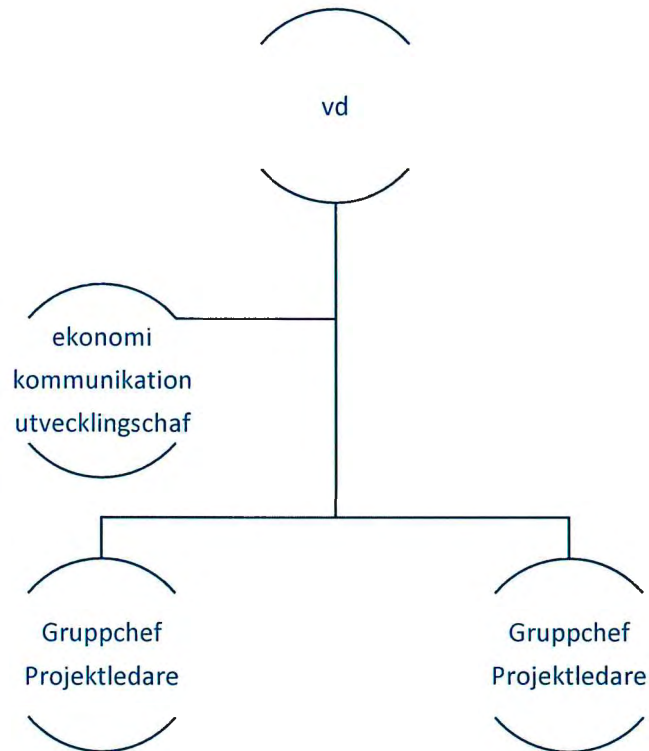 vd
ekonomi
kommunikation
utvecklingschaf
Gruppchef
Projektledare
Gruppchef
Projektledare